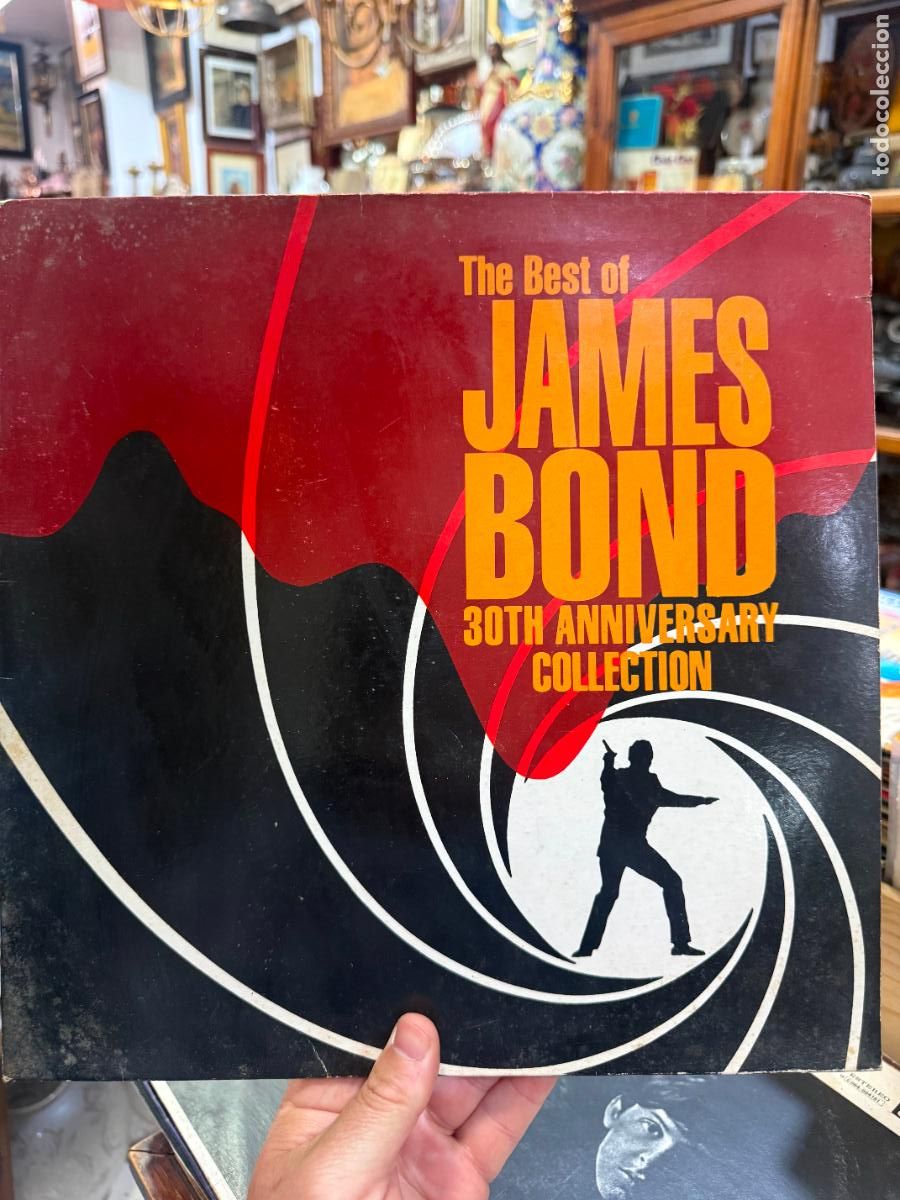 todocoleccion
The Best of
JAMES
BOND
30TH ANNIVERSARY
COLLECTION